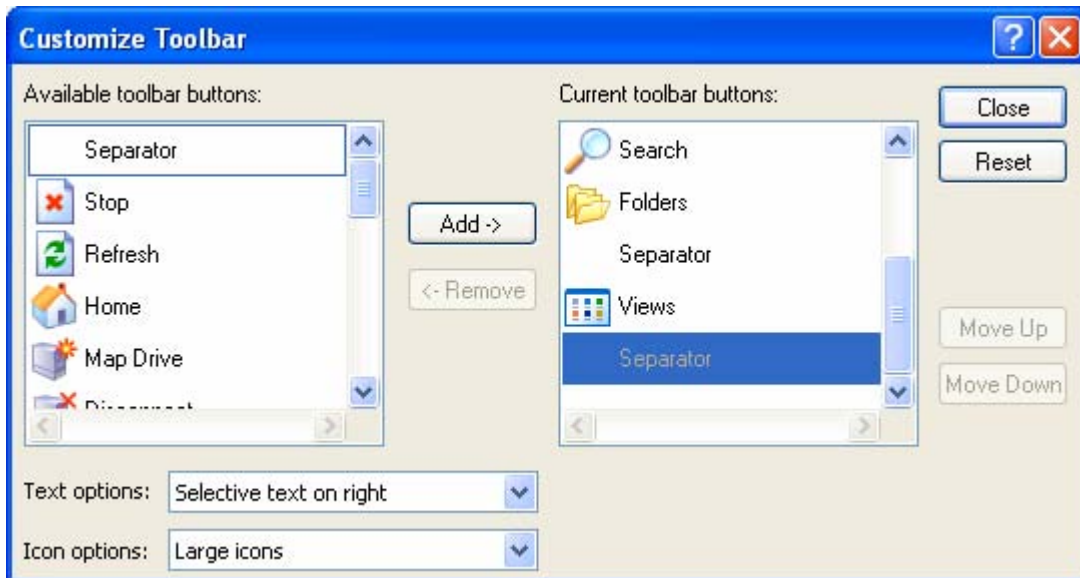 Customize Toolbar
Available toolbar buttons:
Separator
Stop
Refresh
Home
Map Drive
Disconnect
Add ->
<- Remove
Current toolbar buttons:
Search
Folders
Separator
Views
Separator
Close
Reset
Move Up
Move Down
Text options: Selective text on right
Icon options: Large icons